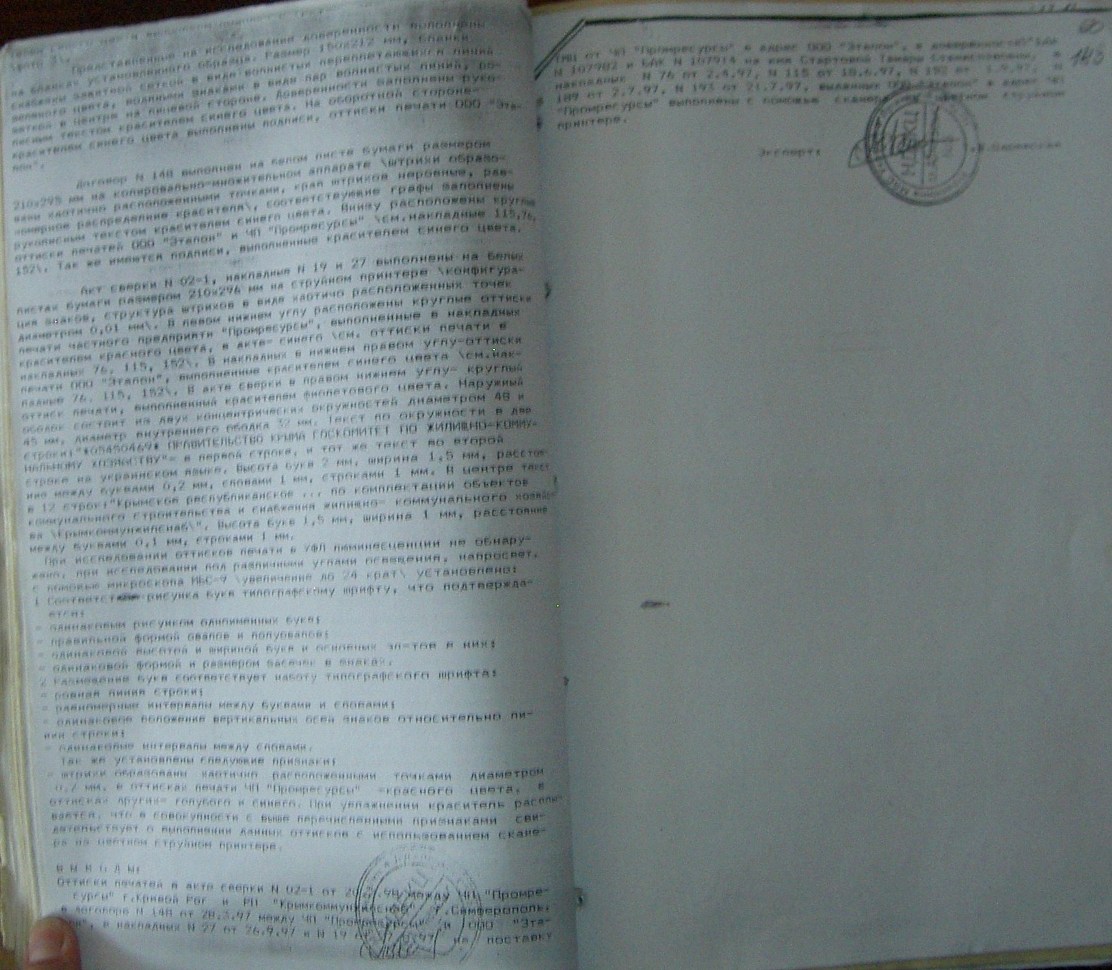 Представленные на исследования доверенности выполнены
на бланках установленного образца. Размер 150x212 мм, бланки
снабжены защитной сеткой в виде волнистых переплетающихся линий
цвета, водяными знаками в виде пар волнистых линий,
в центре на лицевой стороне. Доверенности заполнены руко-
писным текстом красителем синего цвета. На оборотной стороне-
красителем синего цвета выполнены подписи, оттиски печати ООО "Эта-
лон".
Договор N 148 выполнен на белом листе бумаги размером
210x295 мм на копировально-множительном аппарате \штрихи образо-
ваны хаотично расположенными точками, края штрихов неровные, рав-
номерное распределение красителя\, соответствующие графы заполнены
рукописным текстом красителем синего цвета. Внизу расположены круглые
оттиски печатей ООО "Эталон" и ЧП "Промресурсы" \см.накладные 115,76,
152\. Так же имеются подписи, выполненные красителем синего цвета.
Акт сверки N 02-1, накладные N 19 и 27 выполнены на белых
листах бумаги размером 210x296 мм на струйном принтере \конфигура-
ция знаков, структура штрихов в виде хаотично расположенных точек
диаметром 0,01 мм\. В левом нижнем углу расположены круглые оттиски
печати частного предприятия "Промресурсы", выполненные в накладных
красителем красного цвета, в акте- синего \см. оттиски печати в
накладных 76, 115, 152\. В накладных в нижнем правом углу-оттиски
печати ООО "Эталон", выполненные красителем синего цвета \см.нак-
ладные 76, 115, 152\. В акте сверки в правом нижнем углу- круглый
оттиск печати, выполненный красителем фиолетового цвета. Наружный
ободок состоит из двух концентрических окружностей диаметром 48 и
45 мм, диаметр внутреннего ободка 32 мм. Текст по окружности в две
строки:"*05450469* ПРАВИТЕЛЬСТВО КРЫМА ГОСКОМИТЕТ ПО ЖИЛИЩНО-КОММУ-
НАЛЬНОМУ ХОЗЯЙСТВУ"- в первой строке, и тот же текст во второй
строке на украинском языке. Высота букв 2 мм, ширина 1,5 мм, расстоя-
ние между буквами 0,2 мм, словами 1 мм, строками 1 мм. В центре текст
в 12 строк:"Крымское республиканское ... по комплектации объектов
коммунального строительства и снабжения жилищно- коммунального хозяйст-
ва \Крымкоммунжилснаб\". Высота букв 1,5 мм, ширина 1 мм, расстояние
между буквами 0,1 мм, строками 1 мм.
При исследовании оттисков печати в УФЛ люминесценции не обнару-
жено, при исследовании под различными углами освещения, напросвет,
с помощью микроскопа МБС-9 \увеличение до 24 крат\ установлено:
1 Соответствие рисунка букв типографскому шрифту, что подтвержда-
ется:
- одинаковым рисунком одноименных букв;
- правильной формой овалов и полуовалов;
- одинаковой высотой и шириной букв и основных эл-тов в них;
- одинаковой формой и размером засечек в знаках.
2 Размещение букв соответствует набору типографского шрифта:
- ровная линия строки;
- равномерные интервалы между буквами и словами;
- одинаковое положение вертикальных осей знаков относительно ли-
нии строки;
- одинаковые интервалы между словами.
Так же установлены следующие признаки:
- штрихи образованы хаотично расположенными точками диаметром
0,7 мм, в оттисках печати ЧП "Промресурсы" -красного цвета, в
оттисках других- голубого и синего. При увлажнении краситель расплы-
вается, что в совокупности с выше перечисленными признаками сви-
детельствует о выполнении данных оттисков с использованием скане-
ра на цветном струйном принтере.
В Ы В О Д Ы:
Оттиски печатей в акте сверки N 02-1 от между ЧП "Промре-
сурсы" г.Кривой Рог и РП "Крымкоммунжилснаб" г.Симферополь,
в договоре N 148 от 28.3.97 между ЧП "Промресурсы" и ООО "Эта-
лон", в накладных N 27 от 26.9.97 и N 19 от на поставку
ТМЦ от ЧП "Промресурсы" в адрес ООО "Эталон", в доверенностях
N 107902 и N 107914 на имя Стартовой Тамары Станиславовны, в
накладных N 76 от 2.4.97, N 115 от 18.6.97, N 152 от N
189 от 2.7.97, N 193 от 21.7.97, выданных ООО "Эталон" в адрес ЧП
"Промресурсы" выполнены с помощью сканера на цветном струйном
принтере.
Эксперт:
143